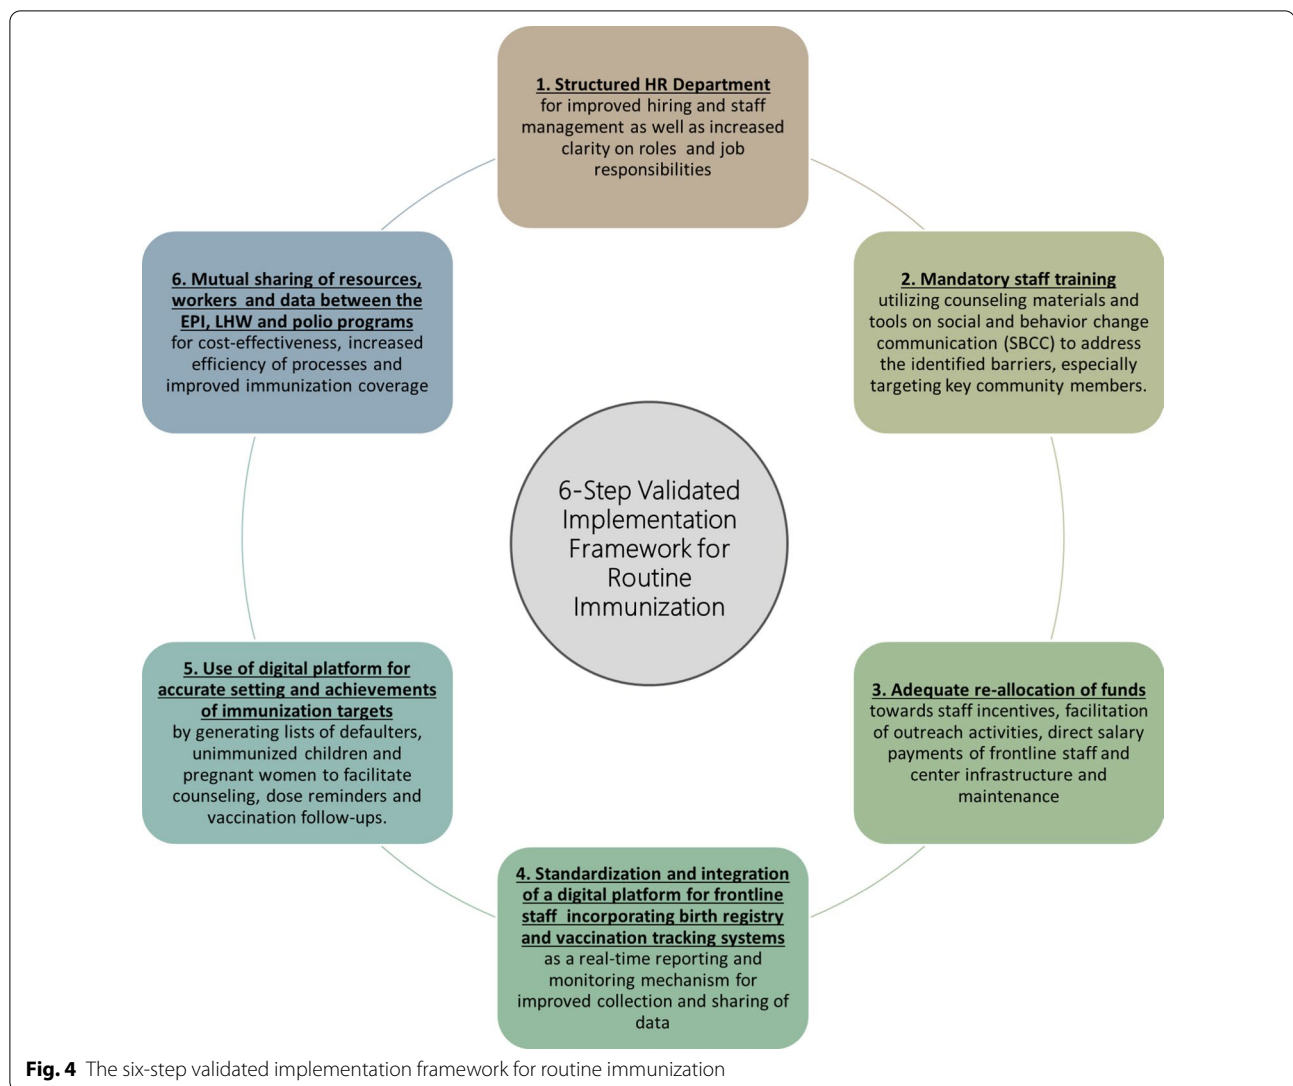 1. Structured HR Department
for improved hiring and staff
management as well as increased
clarity on roles and job
responsibilities
2. Mandatory staff training
utilizing counseling materials and
tools on social and behavior change
communication (SBCC) to address
the identified barriers, especially
targeting key community members.
3. Adequate re-allocation of funds
towards staff incentives, facilitation
of outreach activities, direct salary
payments of frontline staff and
center infrastructure and
maintenance
4. Standardization and integration
of a digital platform for frontline
staff incorporating birth registry
and vaccination tracking systems
as a real-time reporting and
monitoring mechanism for
improved collection and sharing of
data
5. Use of digital platform for
accurate setting and achievements
of immunization targets
by generating lists of defaulters,
unimmunized children and
pregnant women to facilitate
counseling, dose reminders and
vaccination follow-ups.
6. Mutual sharing of resources,
workers and data between the
EPI, LHW and polio programs
for cost-effectiveness, increased
efficiency of processes and
improved immunization coverage
6-Step Validated
Implementation
Framework for
Routine
Immunization
Fig. 4 The six-step validated implementation framework for routine immunization